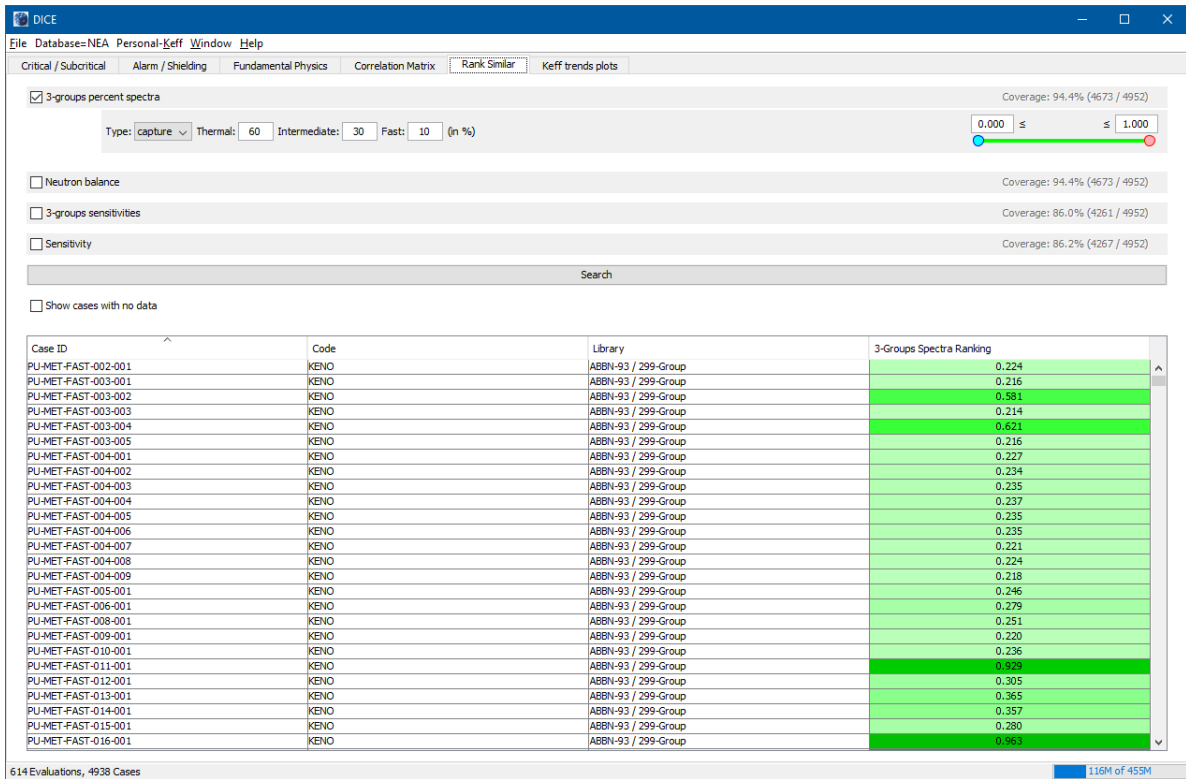 DICE
File Database=NEA Personal-Keff Window Help
Critical / Subcritical Alarm / Shielding Fundamental Physics Correlation Matrix Rank Similar Keff trends plots
3-groups percent spectra Coverage: 94.4% (4673 / 4952)
Type: capture Thermal: 60 Intermediate: 30 Fast: 10 (in %) 0.000 ≤ ≤ 1.000
Neutron balance Coverage: 94.4% (4673 / 4952)
3-groups sensitivities Coverage: 86.0% (4261 / 4952)
Sensitivity Coverage: 86.2% (4267 / 4952)
Search
Show cases with no data
Case ID Code Library 3-Groups Spectra Ranking
PU-MET-FAST-002-001 KENO ABBN-93 / 299-Group 0.224
PU-MET-FAST-003-001 KENO ABBN-93 / 299-Group 0.216
PU-MET-FAST-003-002 KENO ABBN-93 / 299-Group 0.581
PU-MET-FAST-003-003 KENO ABBN-93 / 299-Group 0.214
PU-MET-FAST-003-004 KENO ABBN-93 / 299-Group 0.621
PU-MET-FAST-003-005 KENO ABBN-93 / 299-Group 0.216
PU-MET-FAST-004-001 KENO ABBN-93 / 299-Group 0.227
PU-MET-FAST-004-002 KENO ABBN-93 / 299-Group 0.234
PU-MET-FAST-004-003 KENO ABBN-93 / 299-Group 0.235
PU-MET-FAST-004-004 KENO ABBN-93 / 299-Group 0.237
PU-MET-FAST-004-005 KENO ABBN-93 / 299-Group 0.235
PU-MET-FAST-004-006 KENO ABBN-93 / 299-Group 0.235
PU-MET-FAST-004-007 KENO ABBN-93 / 299-Group 0.221
PU-MET-FAST-004-008 KENO ABBN-93 / 299-Group 0.224
PU-MET-FAST-004-009 KENO ABBN-93 / 299-Group 0.218
PU-MET-FAST-005-001 KENO ABBN-93 / 299-Group 0.246
PU-MET-FAST-006-001 KENO ABBN-93 / 299-Group 0.279
PU-MET-FAST-008-001 KENO ABBN-93 / 299-Group 0.251
PU-MET-FAST-009-001 KENO ABBN-93 / 299-Group 0.220
PU-MET-FAST-010-001 KENO ABBN-93 / 299-Group 0.236
PU-MET-FAST-011-001 KENO ABBN-93 / 299-Group 0.929
PU-MET-FAST-012-001 KENO ABBN-93 / 299-Group 0.305
PU-MET-FAST-013-001 KENO ABBN-93 / 299-Group 0.365
PU-MET-FAST-014-001 KENO ABBN-93 / 299-Group 0.357
PU-MET-FAST-015-001 KENO ABBN-93 / 299-Group 0.280
PU-MET-FAST-016-001 KENO ABBN-93 / 299-Group 0.963
614 Evaluations, 4938 Cases 116M of 455M